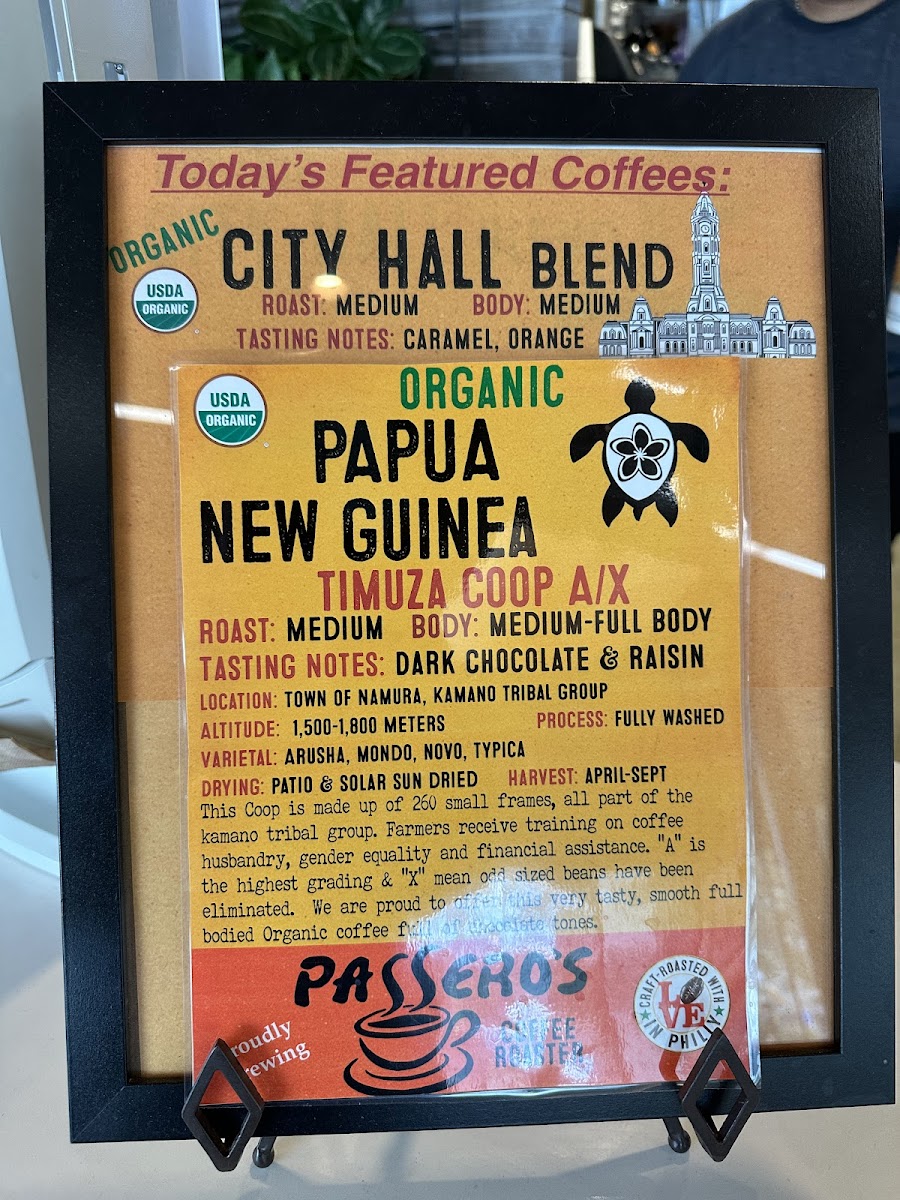 Today's Featured Coffees:
ORGANIC
CITY HALL BLEND
USDA
ORGANIC
ROAST: MEDIUM BODY: MEDIUM
TASTING NOTES: CARAMEL, ORANGE
USDA
ORGANIC
ORGANIC
PAPUA
NEW GUINEA
TIMUZA COOP A/X
ROAST: MEDIUM BODY: MEDIUM-FULL BODY
TASTING NOTES: DARK CHOCOLATE & RAISIN
LOCATION: TOWN OF NAMURA, KAMANO TRIBAL GROUP
ALTITUDE: 1,500-1,800 METERS PROCESS: FULLY WASHED
VARIETAL: ARUSHA, MONDO, NOVO, TYPICA
DRYING: PATIO & SOLAR SUN DRIED HARVEST: APRIL-SEPT
This Coop is made up of 260 small frames, all part of the
kamano tribal group. Farmers receive training on coffee
husbandry, gender equality and financial assistance. "A" is
the highest grading & "X" mean odd sized beans have been
eliminated. We are proud to offer this very tasty, smooth full
bodied Organic coffee full of chocolate tones.
PASSERO'S
COFFEE
ROASTERS
CRAFT-ROASTED WITH
LOVE
IN PHILLY
roudly
rewing